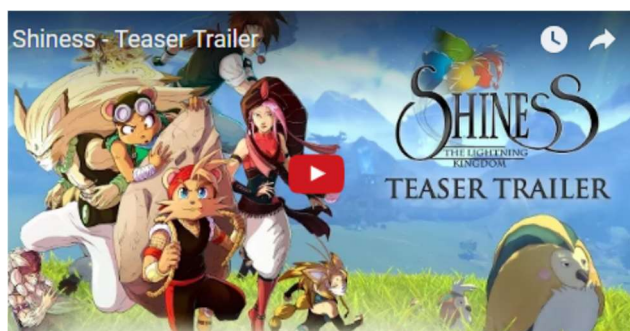 Shiness - Teaser Trailer
SHINESS
THE LIGHTNING
KINGDOM
TEASER TRAILER